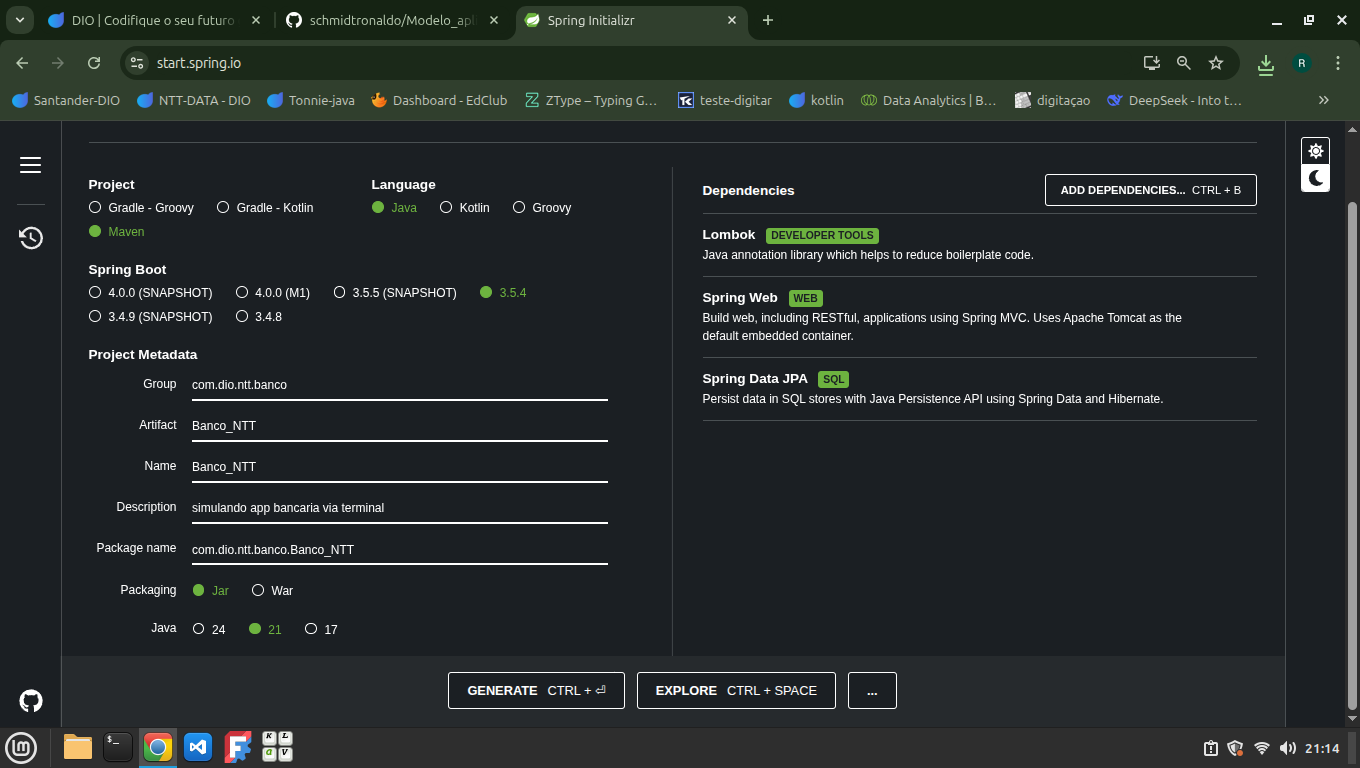 DIO | Codifique o seu futuro
schmidtronaldo/Modelo_apl
Spring Initializr
start.spring.io
R
Santander-DIO
NTT-DATA - DIO
Tonnie-java
Dashboard - EdClub
ZType – Typing G…
teste-digitar
kotlin
Data Analytics | B…
digitaçao
DeepSeek - Into t…
Project
Gradle - Groovy
Gradle - Kotlin
Maven
Language
Java
Kotlin
Groovy
Spring Boot
4.0.0 (SNAPSHOT)
4.0.0 (M1)
3.5.5 (SNAPSHOT)
3.5.4
3.4.9 (SNAPSHOT)
3.4.8
Project Metadata
Group com.dio.ntt.banco
Artifact Banco_NTT
Name Banco_NTT
Description simulando app bancaria via terminal
Package name com.dio.ntt.banco.Banco_NTT
Packaging Jar War
Java 24 21 17
Dependencies
ADD DEPENDENCIES... CTRL + B
Lombok DEVELOPER TOOLS
Java annotation library which helps to reduce boilerplate code.
Spring Web WEB
Build web, including RESTful, applications using Spring MVC. Uses Apache Tomcat as the
default embedded container.
Spring Data JPA SQL
Persist data in SQL stores with Java Persistence API using Spring Data and Hibernate.
GENERATE CTRL + ⏎
EXPLORE CTRL + SPACE
...
21:14